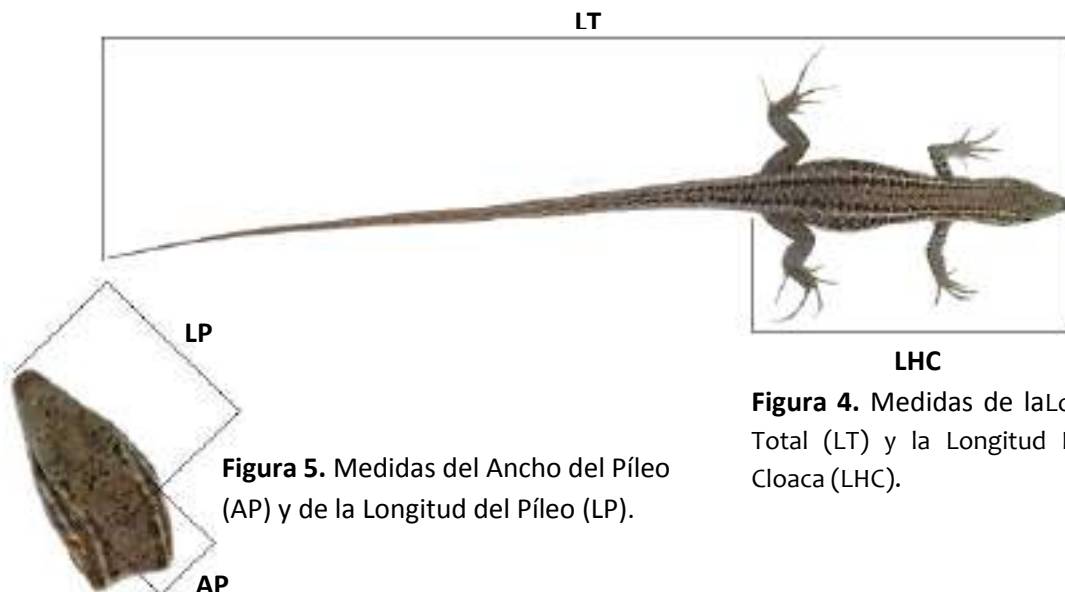 LT
LP
LHC
Figura 4. Medidas de laLo
Total (LT) y la Longitud
Cloaca (LHC).
Figura 5. Medidas del Ancho del Píleo
(AP) y de la Longitud del Píleo (LP).
AP